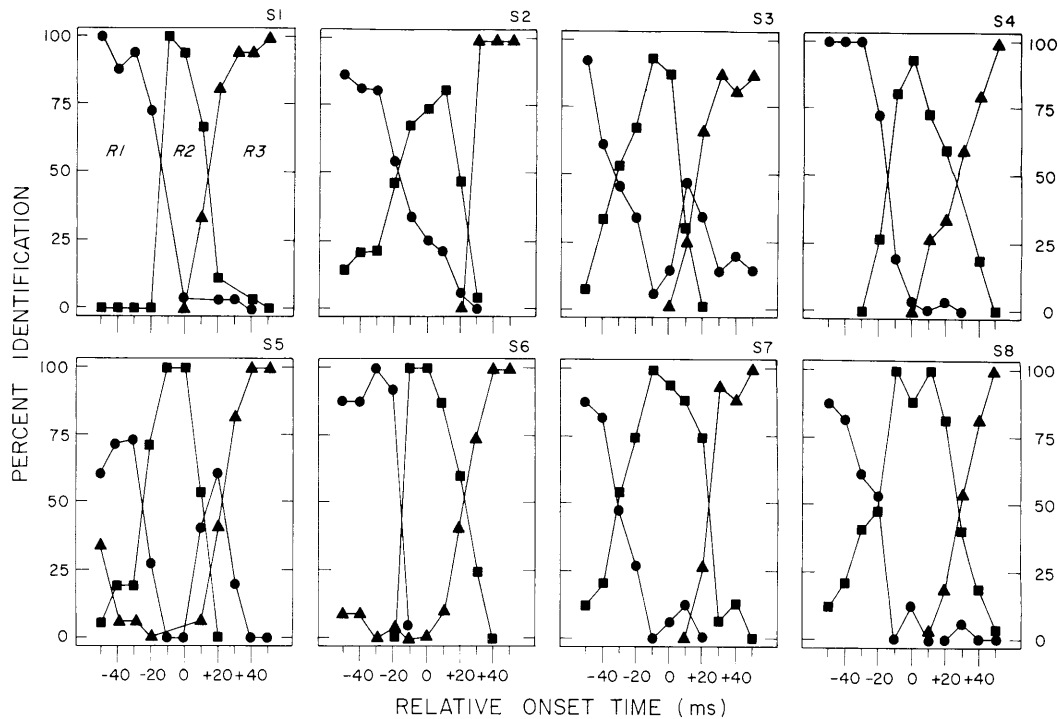 S1 S2 S3 S4
100 75 50 25 0
R1 R2 R3
100 75 50 25 0
S5 S6 S7 S8
100 75 50 25 0
100 75 50 25 0
PERCENT IDENTIFICATION
-40 -20 0 +20 +40 -40 -20 0 +20 +40 -40 -20 0 +20 +40 -40 -20 0 +20 +40
RELATIVE ONSET TIME (ms)